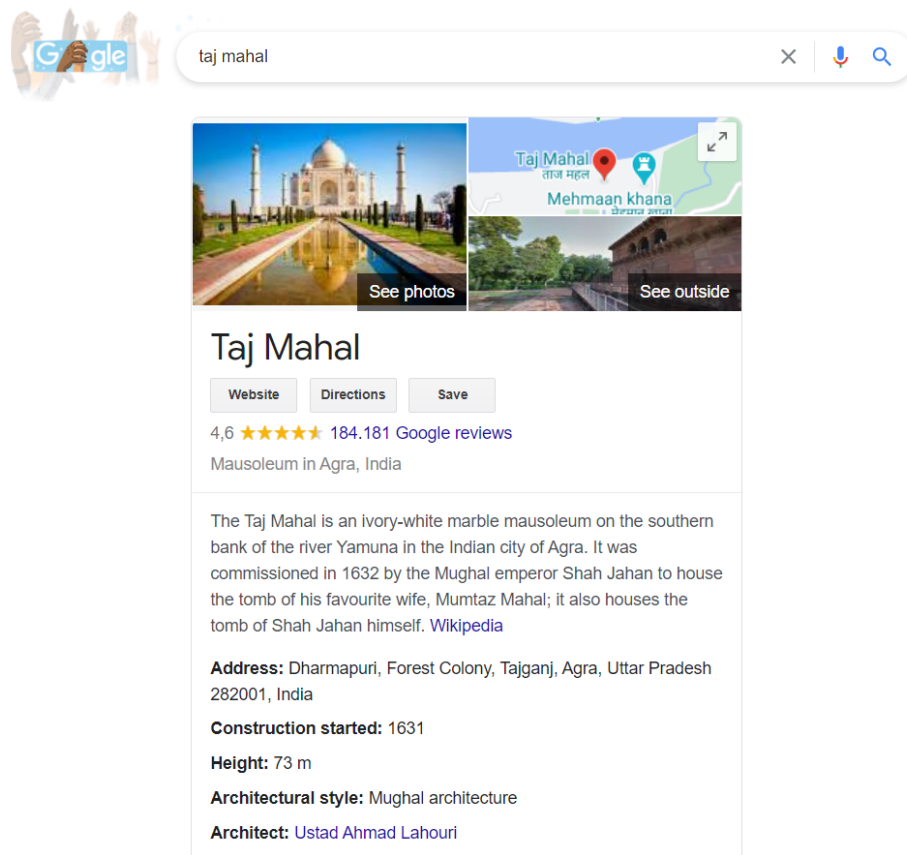 Google
taj mahal
Taj Mahal
ताज महल
Mehmaan khana
See photos
See outside
Taj Mahal
Website Directions Save
4,6 184.181 Google reviews
Mausoleum in Agra, India
The Taj Mahal is an ivory-white marble mausoleum on the southern
bank of the river Yamuna in the Indian city of Agra. It was
commissioned in 1632 by the Mughal emperor Shah Jahan to house
the tomb of his favourite wife, Mumtaz Mahal; it also houses the
tomb of Shah Jahan himself. Wikipedia
Address: Dharmapuri, Forest Colony, Tajganj, Agra, Uttar Pradesh
282001, India
Construction started: 1631
Height: 73 m
Architectural style: Mughal architecture
Architect: Ustad Ahmad Lahouri